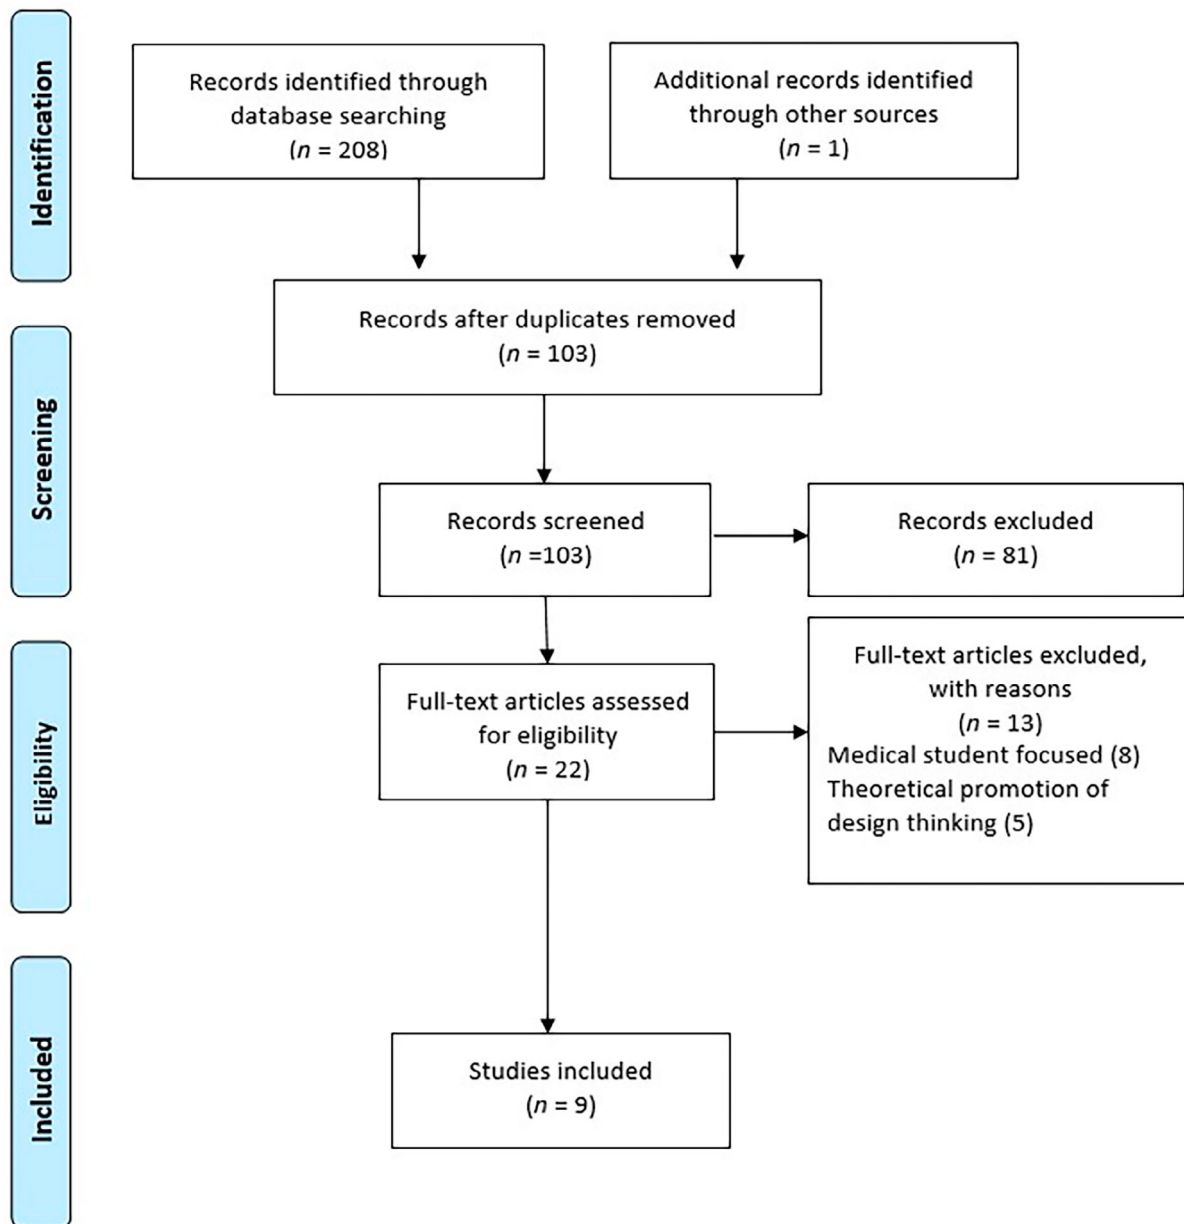 Identification
Records identified through
database searching
(n = 208)
Additional records identified
through other sources
(n = 1)
Records after duplicates removed
(n = 103)
Screening
Records screened
(n =103)
Records excluded
(n = 81)
Eligibility
Full-text articles assessed
for eligibility
(n = 22)
Full-text articles excluded,
with reasons
(n = 13)
Medical student focused (8)
Theoretical promotion of
design thinking (5)
Included
Studies included
(n = 9)